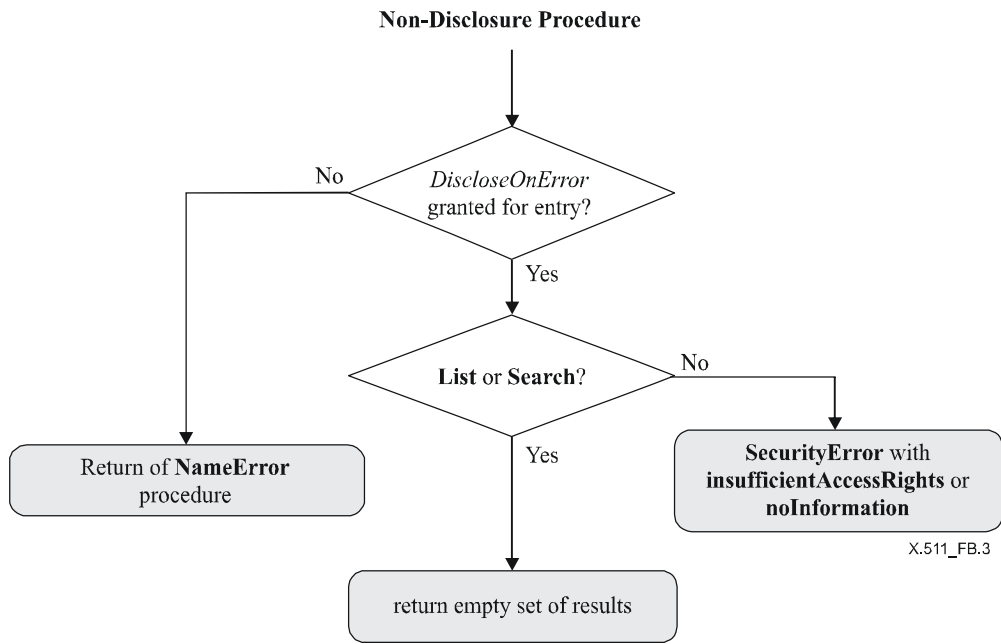 Non-Disclosure Procedure
No
DiscloseOnError
granted for entry?
Yes
List or Search?
No
Yes
Return of NameError
procedure
SecurityError with
insufficientAccessRights or
noInformation
X.511_FB.3
return empty set of results